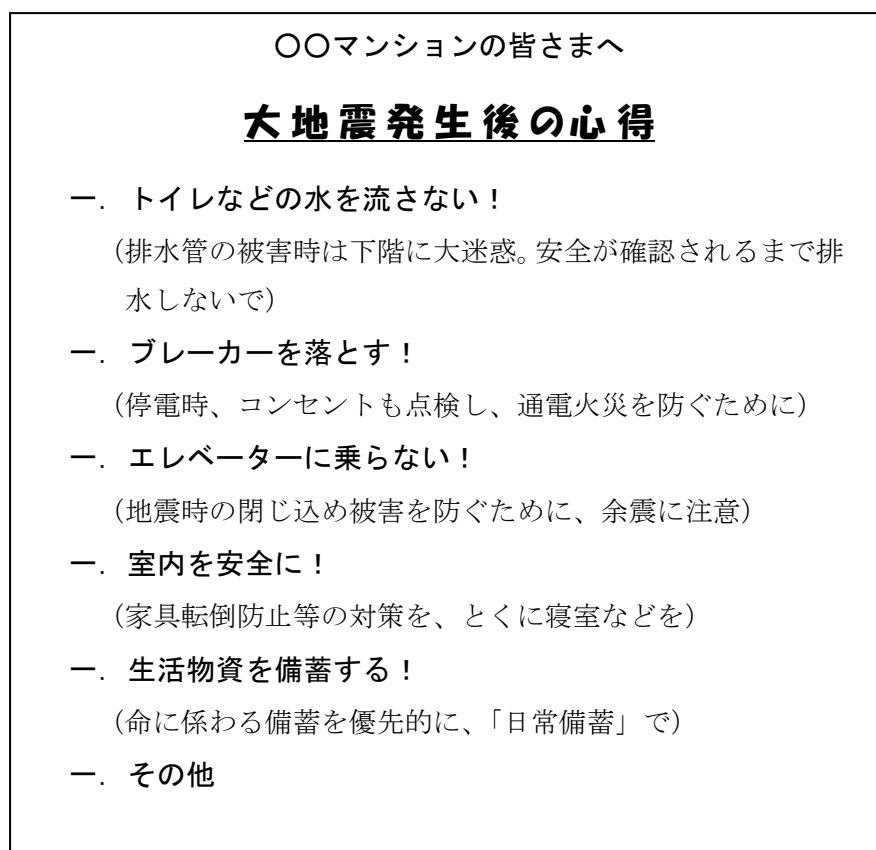 〇〇マンションの皆さまへ
大地震発生後の心得
一．トイレなどの水を流さない！
（排水管の被害時は下階に大迷惑。安全が確認されるまで排
水しないで）
一．ブレーカーを落とす！
（停電時、コンセントも点検し、通電火災を防ぐために）
一．エレベーターに乗らない！
（地震時の閉じ込め被害を防ぐために、余震に注意）
一．室内を安全に！
（家具転倒防止等の対策を、とくに寝室などを）
一．生活物資を備蓄する！
（命に係わる備蓄を優先的に、「日常備蓄」で）
一．その他